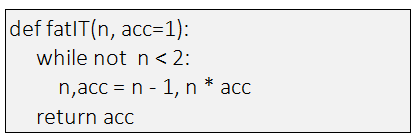 def fatIT(n, acc=1):
    while not  n < 2:
        n,acc = n - 1, n * acc
    return acc